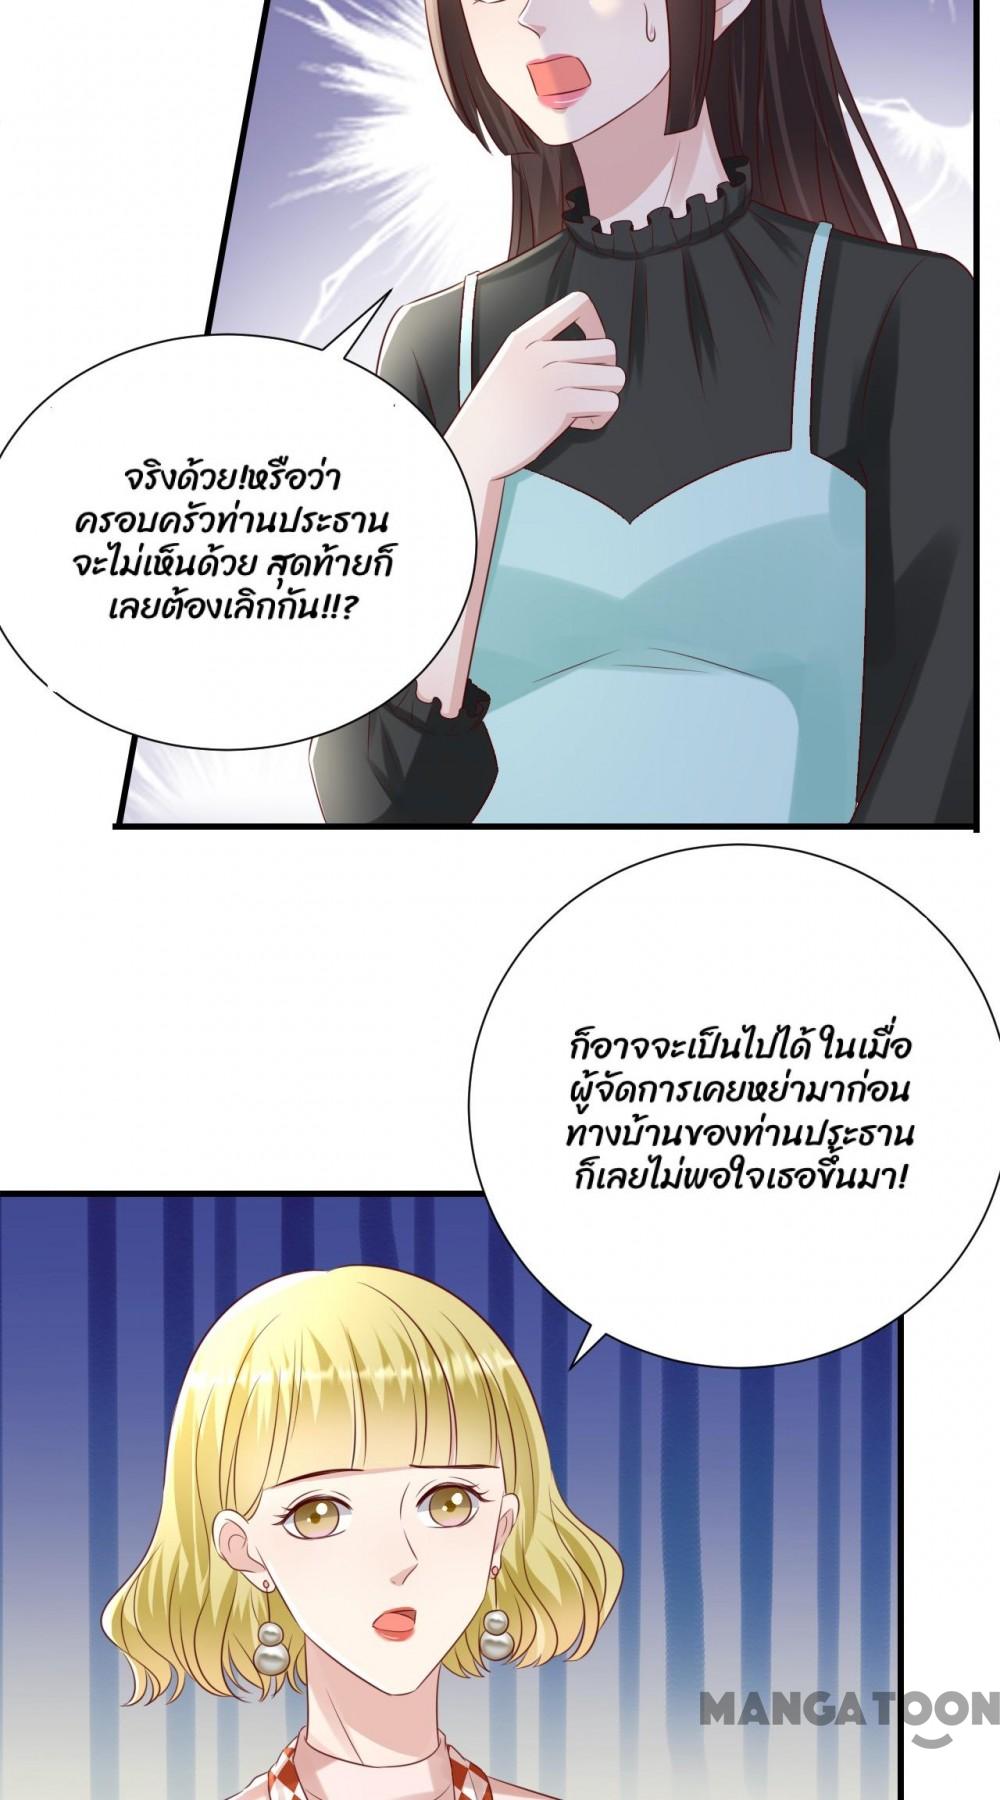 จริงด้วย!หรือว่า
ครอบครัวท่านประธาน
จะไม่เห็นด้วย สุดท้ายก็
เลยต้องเลิกกัน!!?
ก็อาจจะเป็นไปได้ ในเมื่อ
ผู้จัดการเคยหย่ามาก่อน
ทางบ้านของท่านประธาน
ก็เลยไม่พอใจเธอขึ้นมา!
MANGATOON